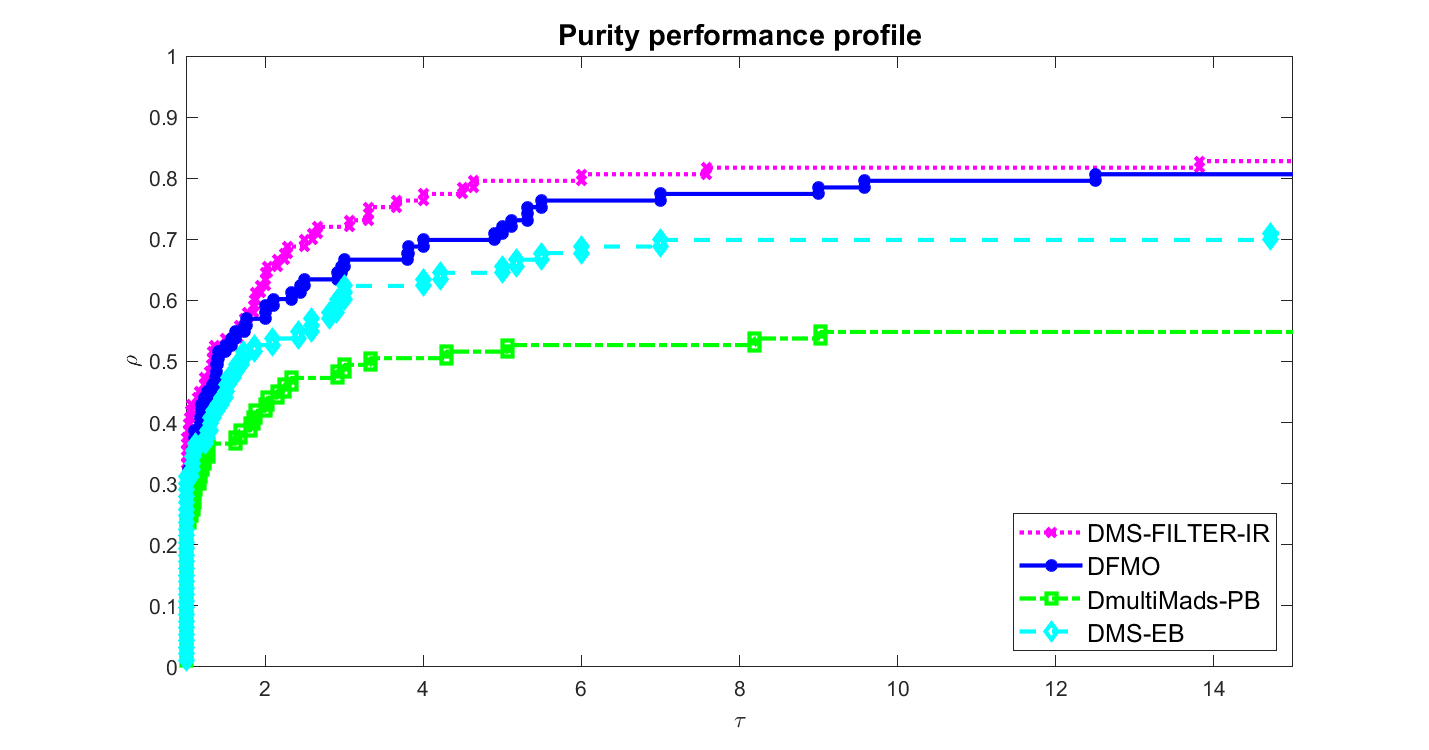 Purity performance profile
1
0.9
0.8
0.7
0.6
0.5
0.4
0.3
0.2
0.1
0
ρ
2 4 6 8 10 12 14
τ
DMS-FILTER-IR
DFMO
DmultiMads-PB
DMS-EB